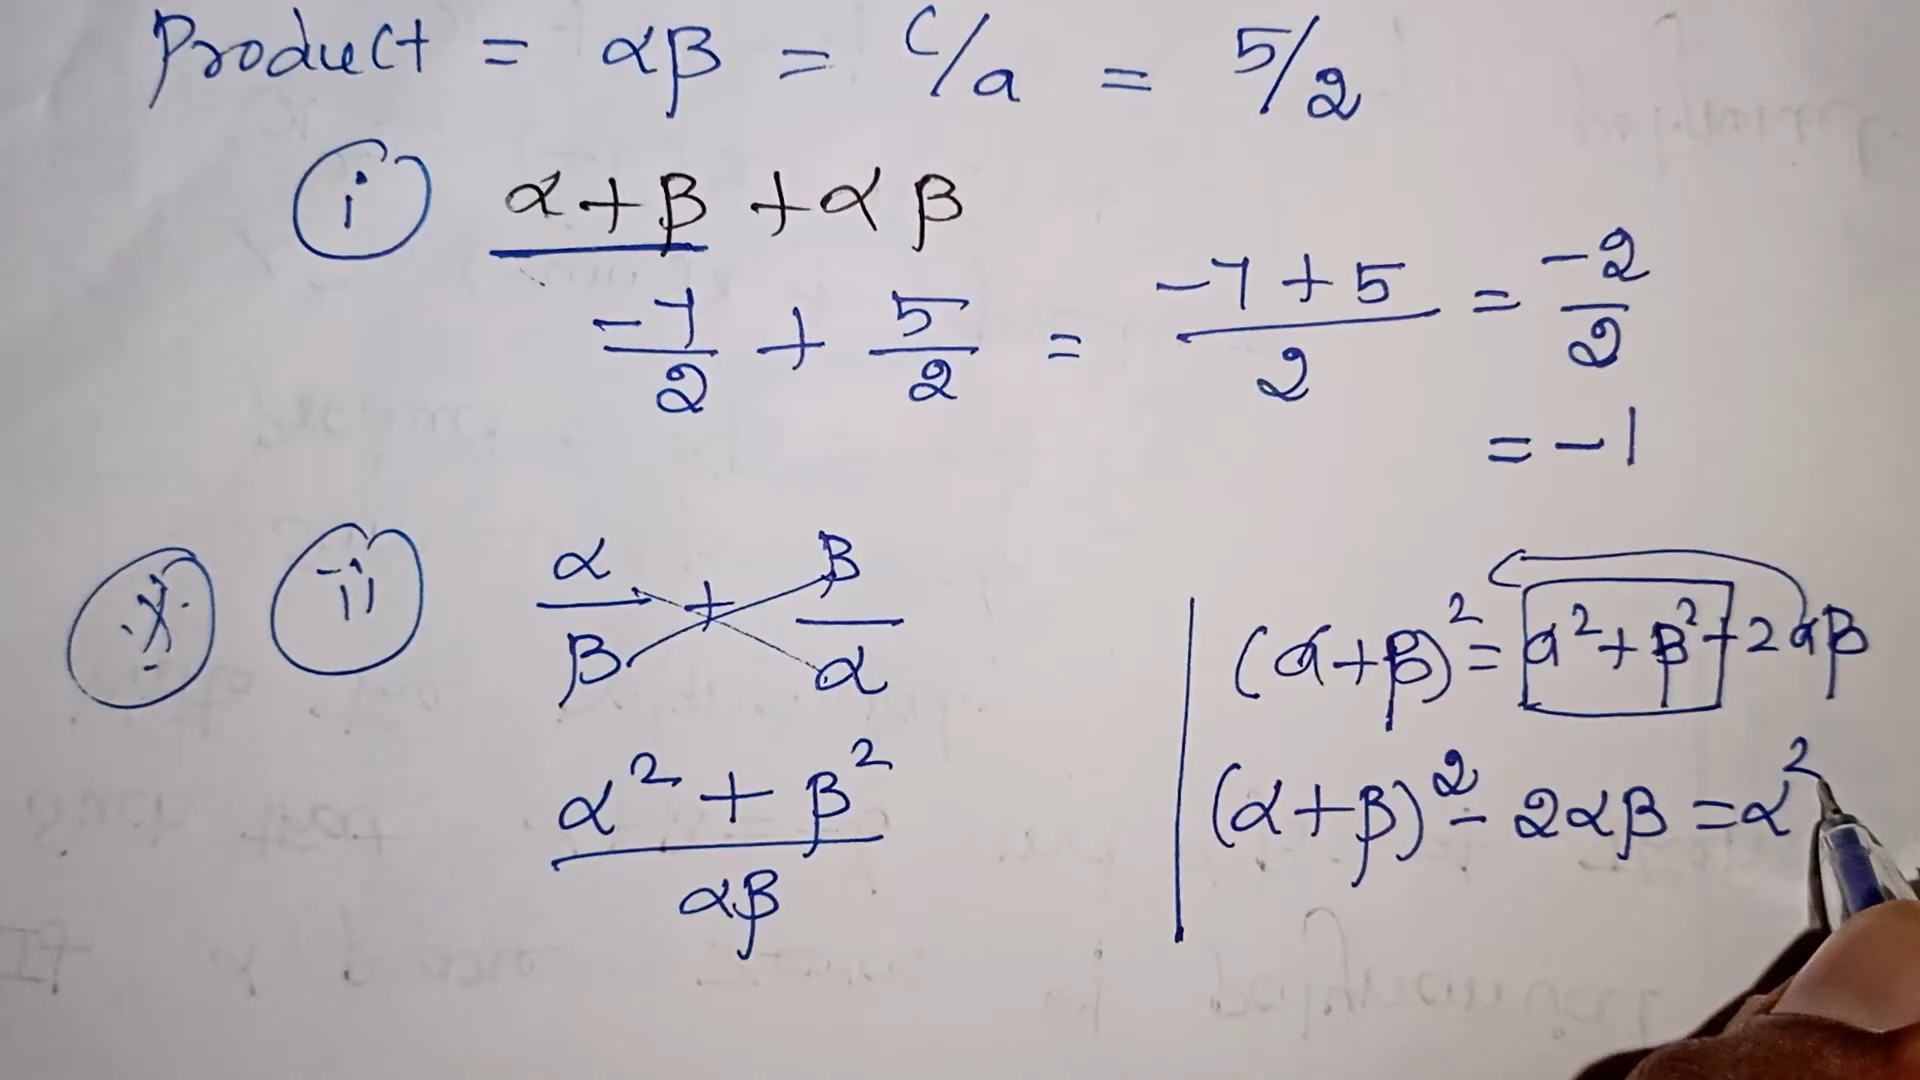 Product = αβ = c/a = 5/2
i α+β +αβ
-7/2 + 5/2 = -7+5/2 = -2/2
= -1
ii α/β + β/α
(α+β)² = α²+β²+2αβ
α²+β²/αβ
(α+β)² - 2αβ = α²